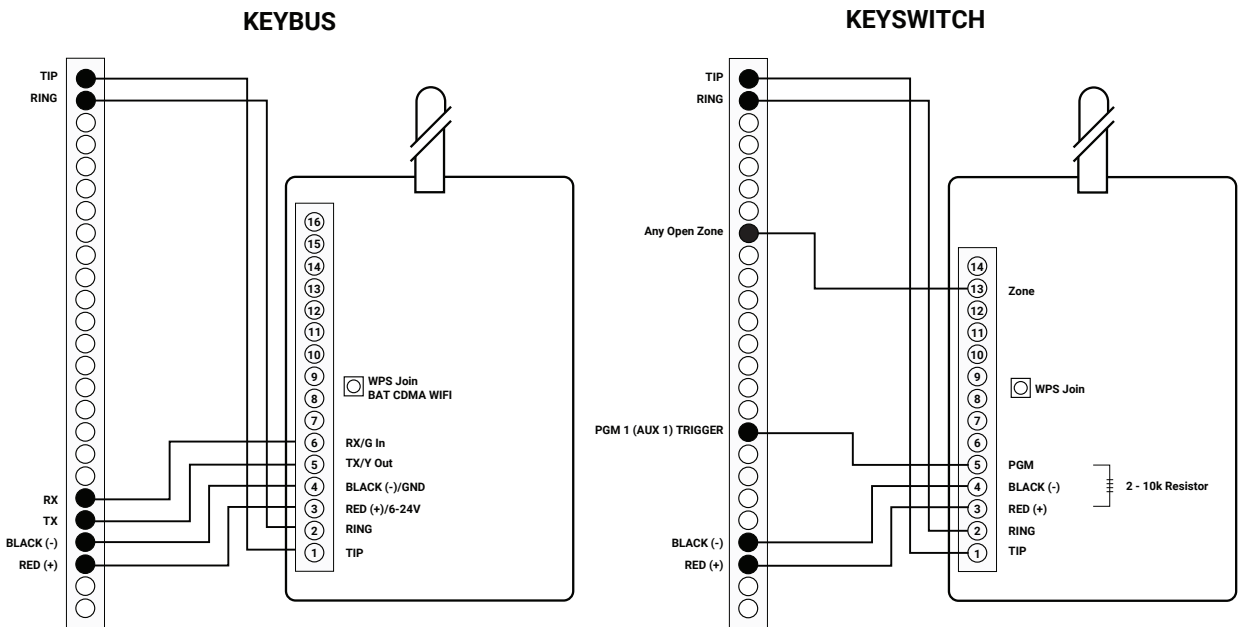 KEYBUS
TIP
RING
16
15
14
13
12
11
10
9
8
7
6
5
4
3
2
1
WPS Join
BAT CDMA WIFI
RX/G In
TX/Y Out
BLACK (-)/GND
RED (+)/6-24V
RING
TIP
RX
TX
BLACK (-)
RED (+)
KEYSWITCH
TIP
RING
Any Open Zone
PGM 1 (AUX 1) TRIGGER
BLACK (-)
RED (+)
14
13
12
11
10
9
8
7
6
5
4
3
2
1
Zone
WPS Join
PGM
BLACK (-)
RED (+)
RING
TIP
2 - 10k Resistor